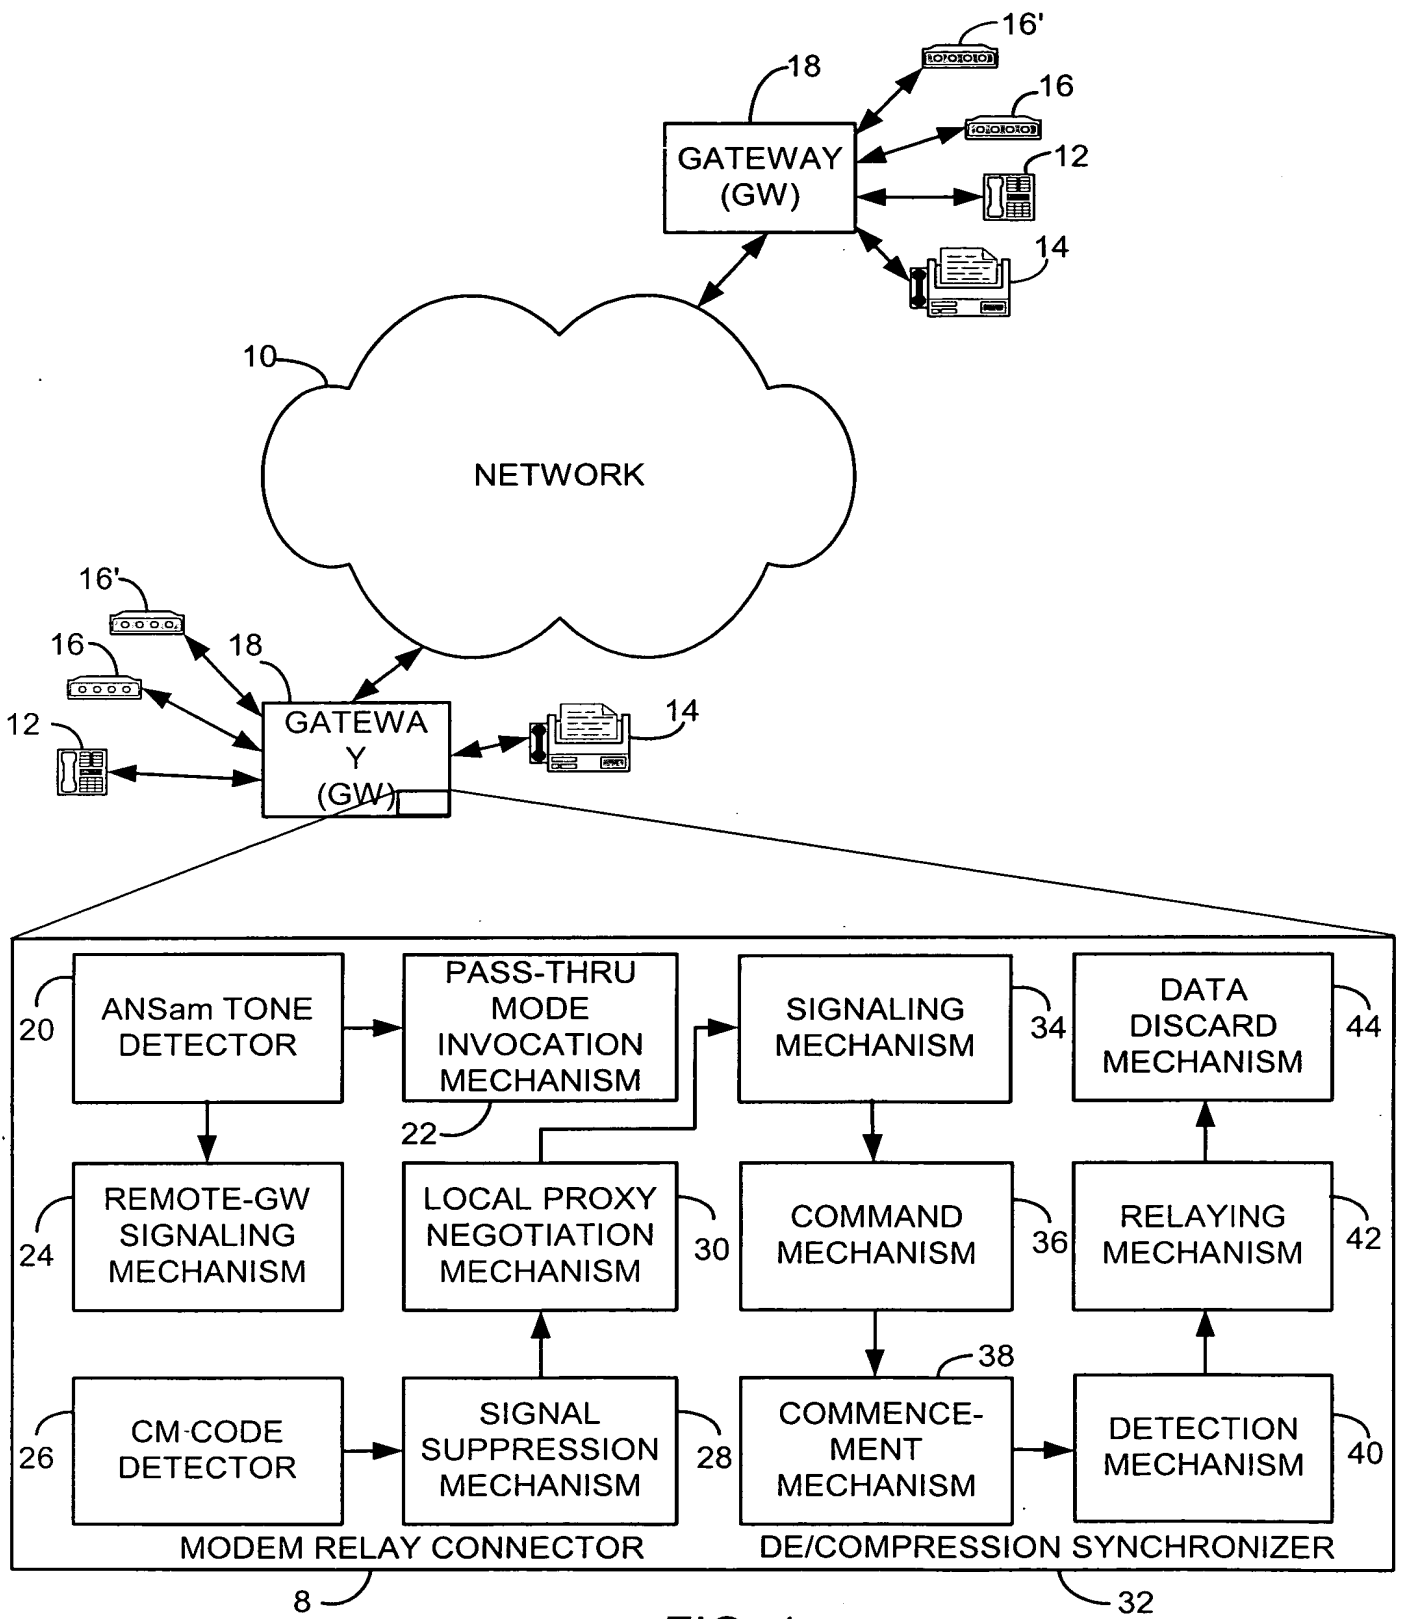 16'
18
16
GATEWAY
(GW)
12
14
10
NETWORK
16'
16
18
12
GATEWA
Y
(GW)
14
20
ANSam TONE
DETECTOR
PASS-THRU
MODE
INVOCATION
MECHANISM
22
SIGNALING
MECHANISM
34
DATA
DISCARD
MECHANISM
44
24
REMOTE-GW
SIGNALING
MECHANISM
LOCAL PROXY
NEGOTIATION
MECHANISM
30
COMMAND
MECHANISM
36
RELAYING
MECHANISM
42
26
CM-CODE
DETECTOR
SIGNAL
SUPPRESSION
MECHANISM
28
38
COMMENCE-
MENT
MECHANISM
DETECTION
MECHANISM
40
MODEM RELAY CONNECTOR
DE/COMPRESSION SYNCHRONIZER
8
32